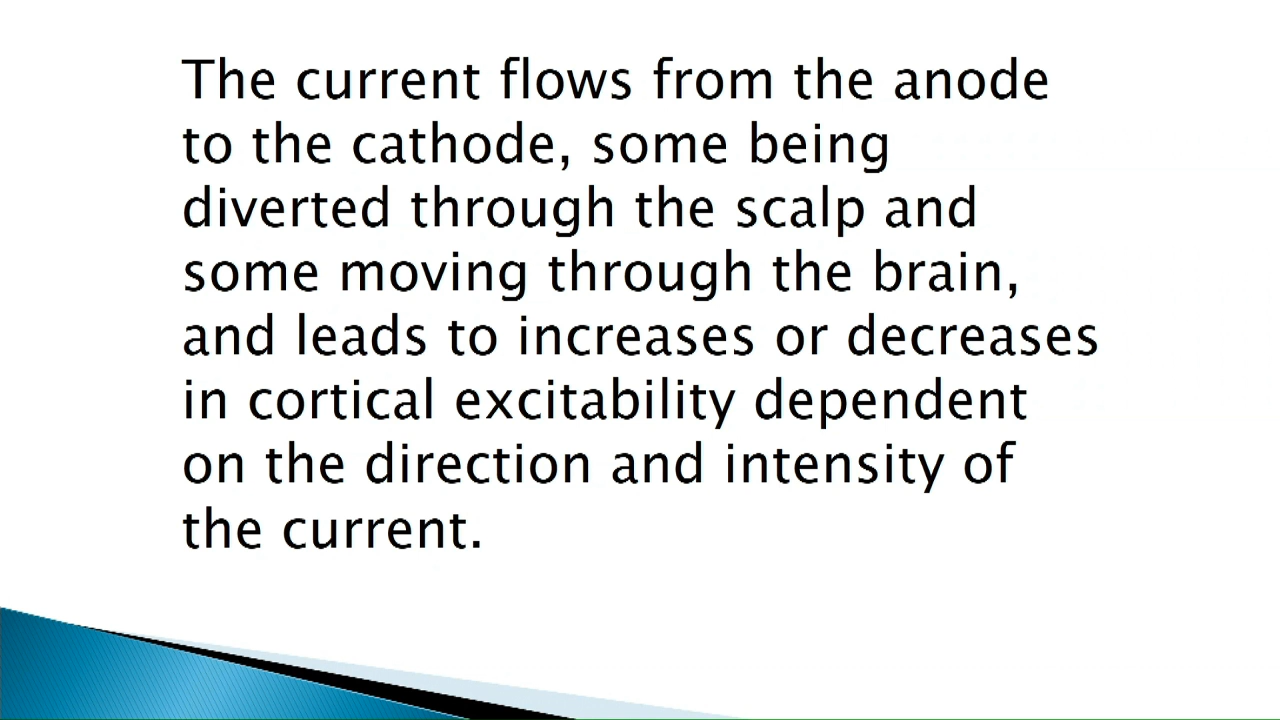 The current flows from the anode
to the cathode, some being
diverted through the scalp and
some moving through the brain,
and leads to increases or decreases
in cortical excitability dependent
on the direction and intensity of
the current.